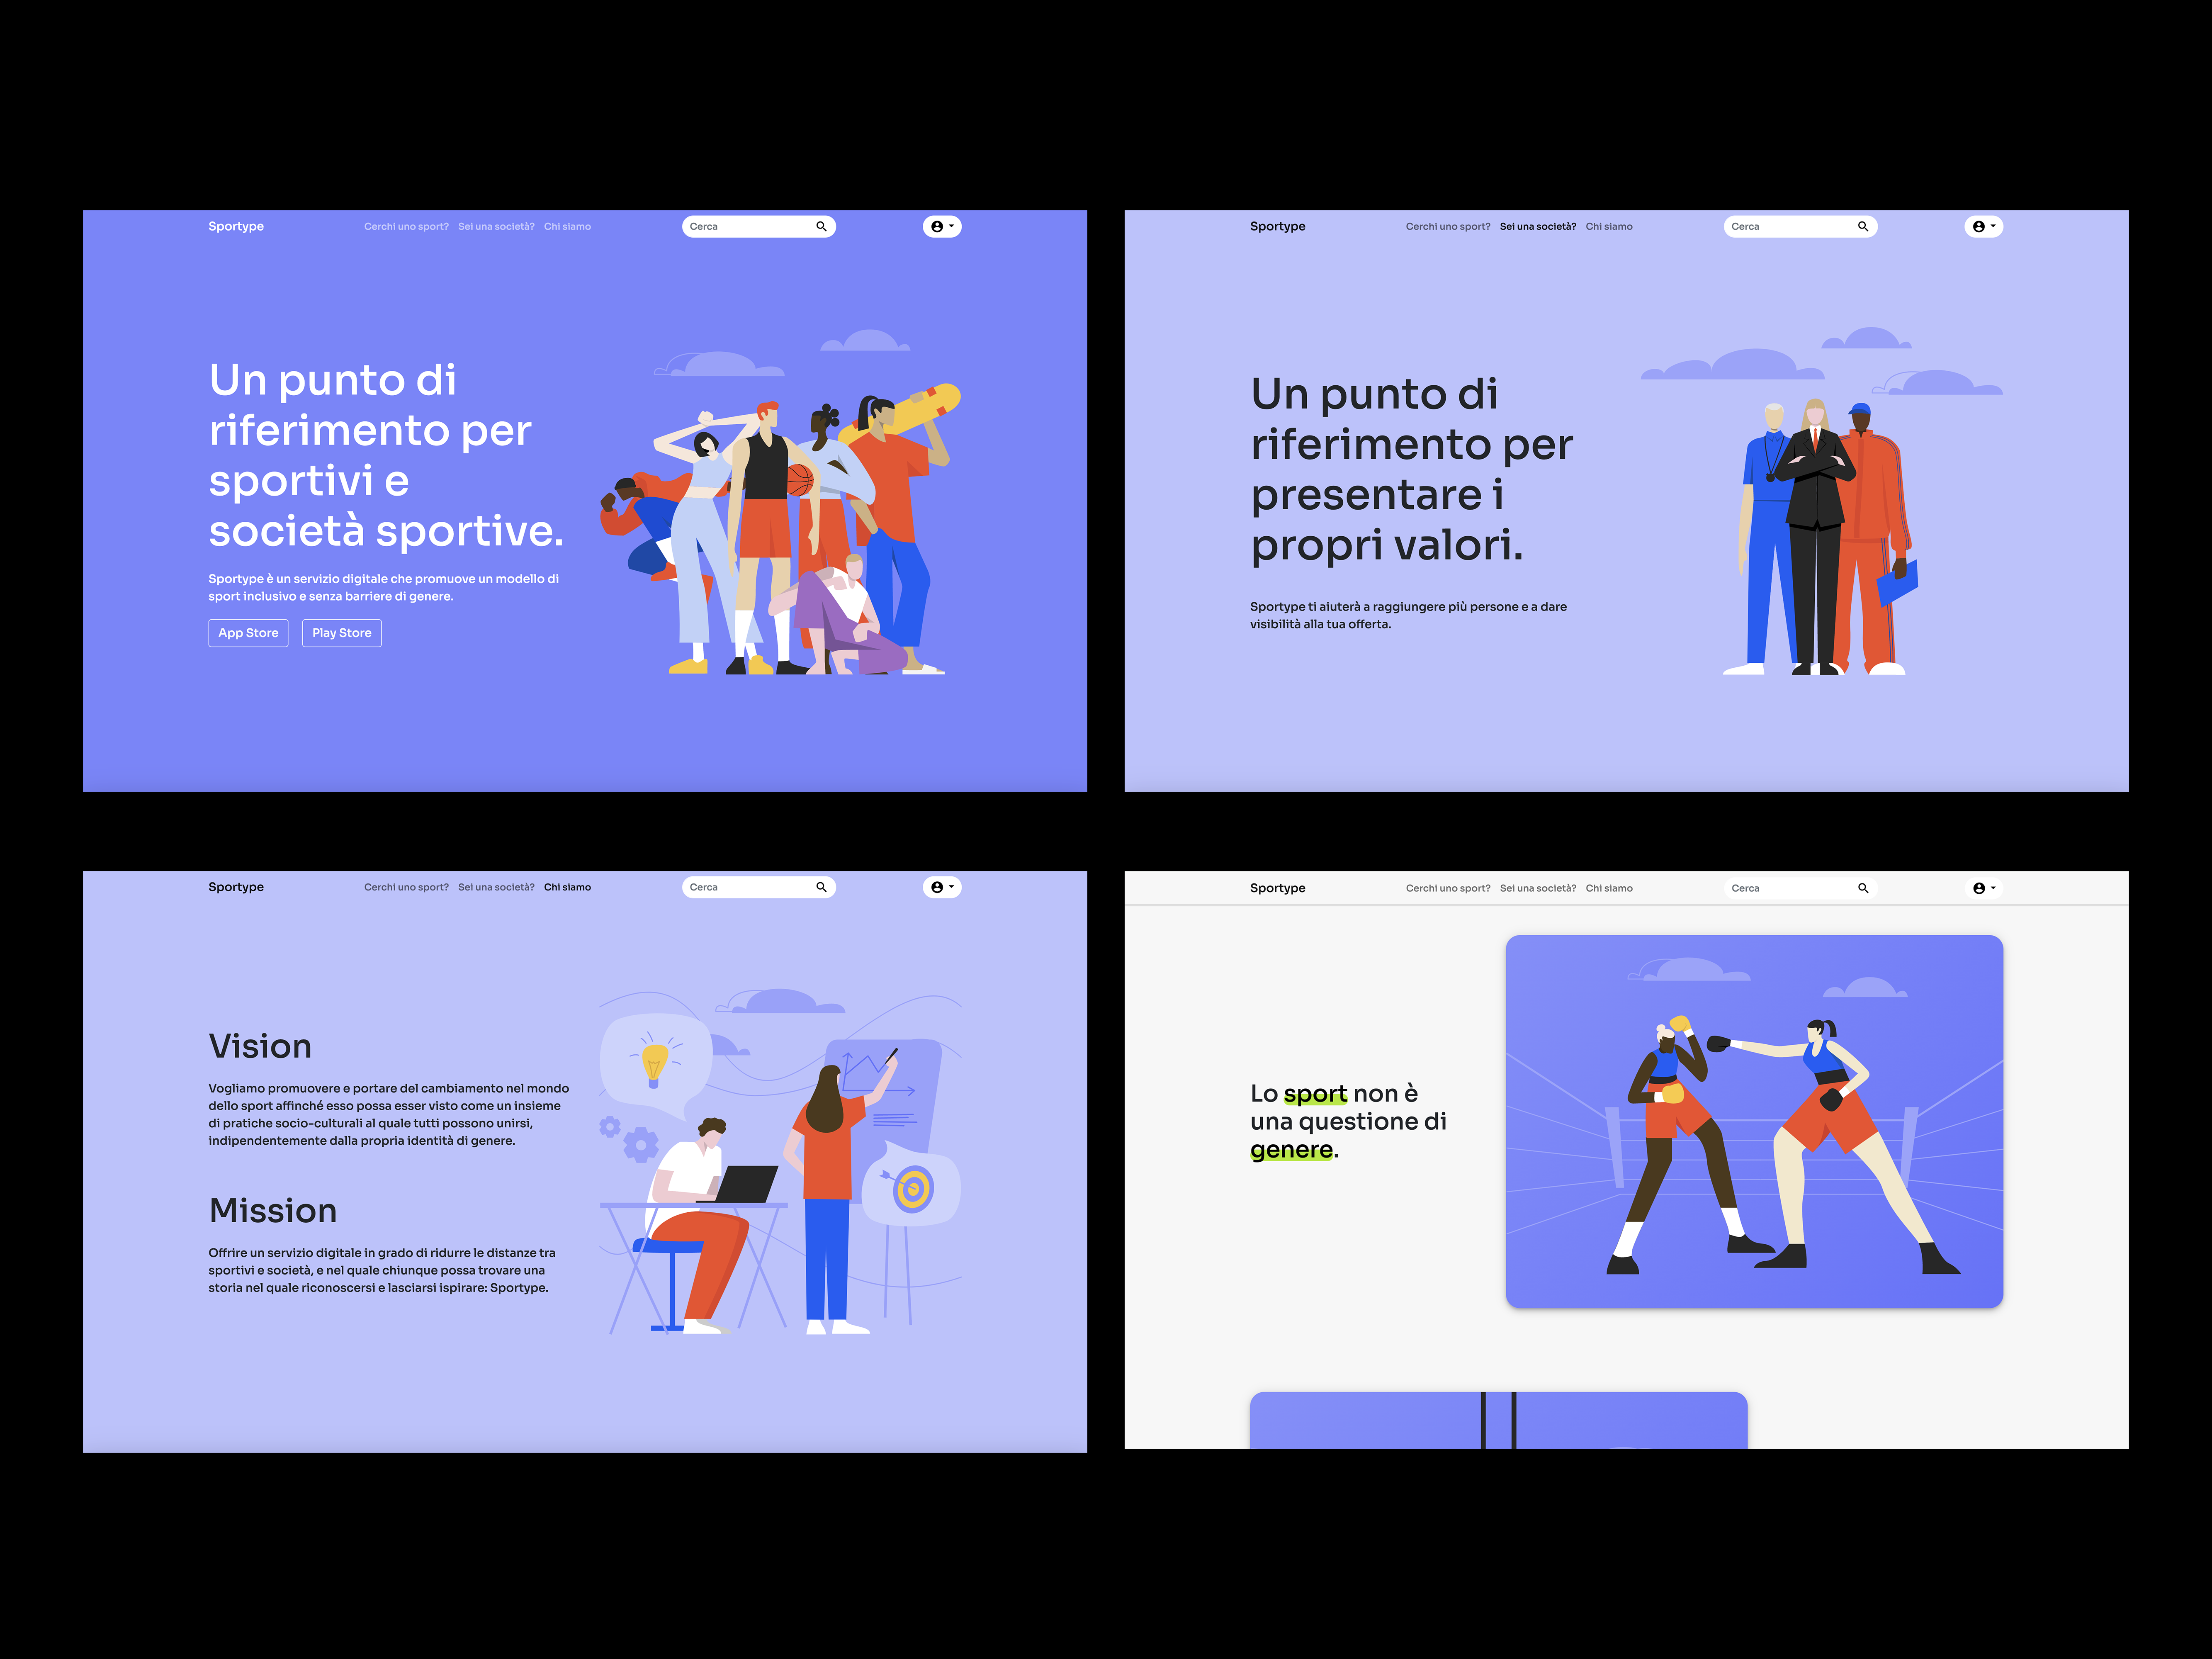 Sportype
Cerchi uno sport? Sei una società? Chi siamo
Cerca
Un punto di
riferimento per
sportivi e
società sportive.
Sportype è un servizio digitale che promuove un modello di
sport inclusivo e senza barriere di genere.
App Store
Play Store
Sportype
Cerchi uno sport? Sei una società? Chi siamo
Cerca
Un punto di
riferimento per
presentare i
propri valori.
Sportype ti aiuterà a raggiungere più persone e a dare
visibilità alla tua offerta.
Sportype
Cerchi uno sport? Sei una società? Chi siamo
Cerca
Vision
Vogliamo promuovere e portare del cambiamento nel mondo
dello sport affinché esso possa esser visto come un insieme
di pratiche socio-culturali al quale tutti possono unirsi,
indipendentemente dalla propria identità di genere.
Mission
Offrire un servizio digitale in grado di ridurre le distanze tra
sportivi e società, e nel quale chiunque possa trovare una
storia nel quale riconoscersi e lasciarsi ispirare: Sportype.
Sportype
Cerchi uno sport? Sei una società? Chi siamo
Cerca
Lo sport non è
una questione di
genere.